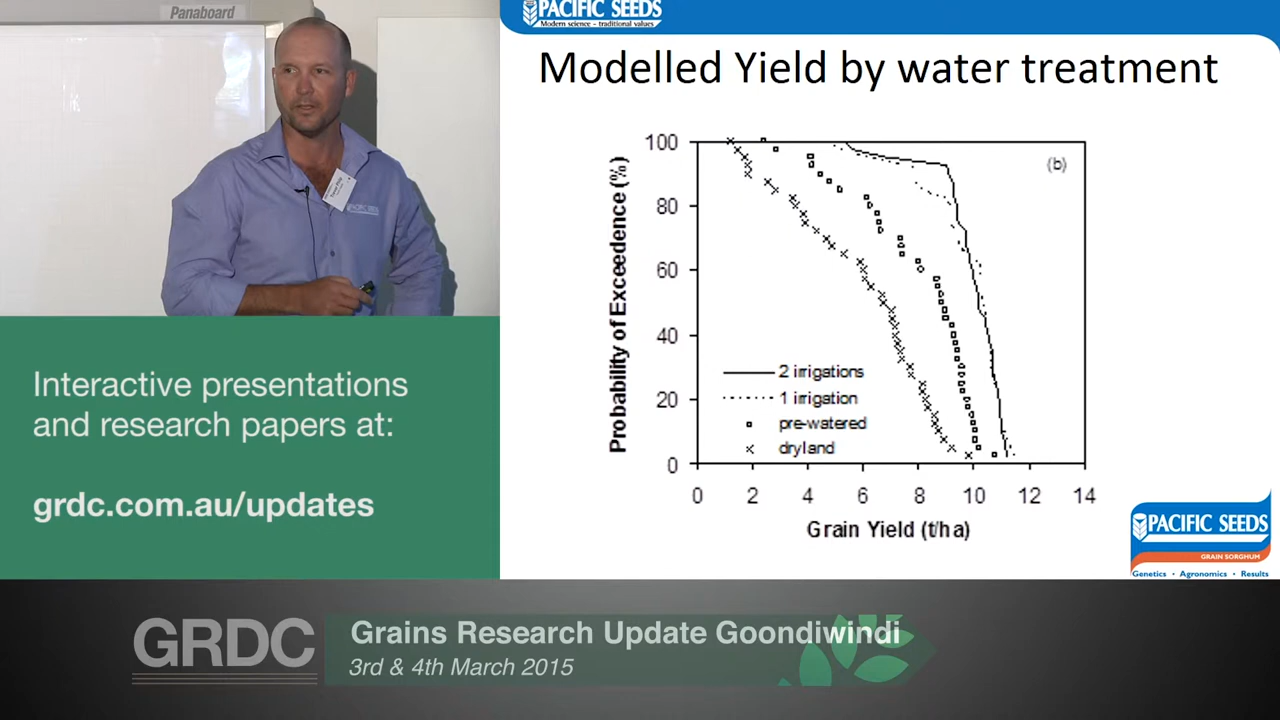 Panaboard
PACIFIC SEEDS
Interactive presentations
and research papers at:
grdc.com.au/updates
PACIFIC SEEDS
Modern science - traditional values
Modelled Yield by water treatment
(b)
Probability of Exceedence (%)
100
80
60
40
20
0
2 irrigations
1 irrigation
pre-watered
dryland
0 2 4 6 8 10 12 14
Grain Yield (t/ha)
PACIFIC SEEDS
GRAIN SORGHUM
Genetics • Agronomics • Results
GRDC
Grains Research Update Goondiwindi
3rd & 4th March 2015